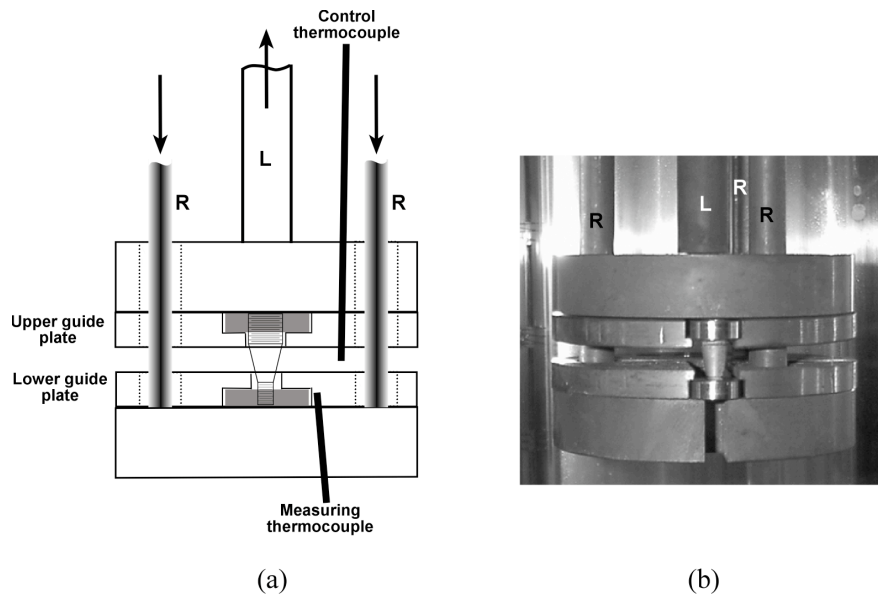 Control
thermocouple
L
R
R
Upper guide
plate
Lower guide
plate
Measuring
thermocouple
(a)
R
L
R
R
(b)